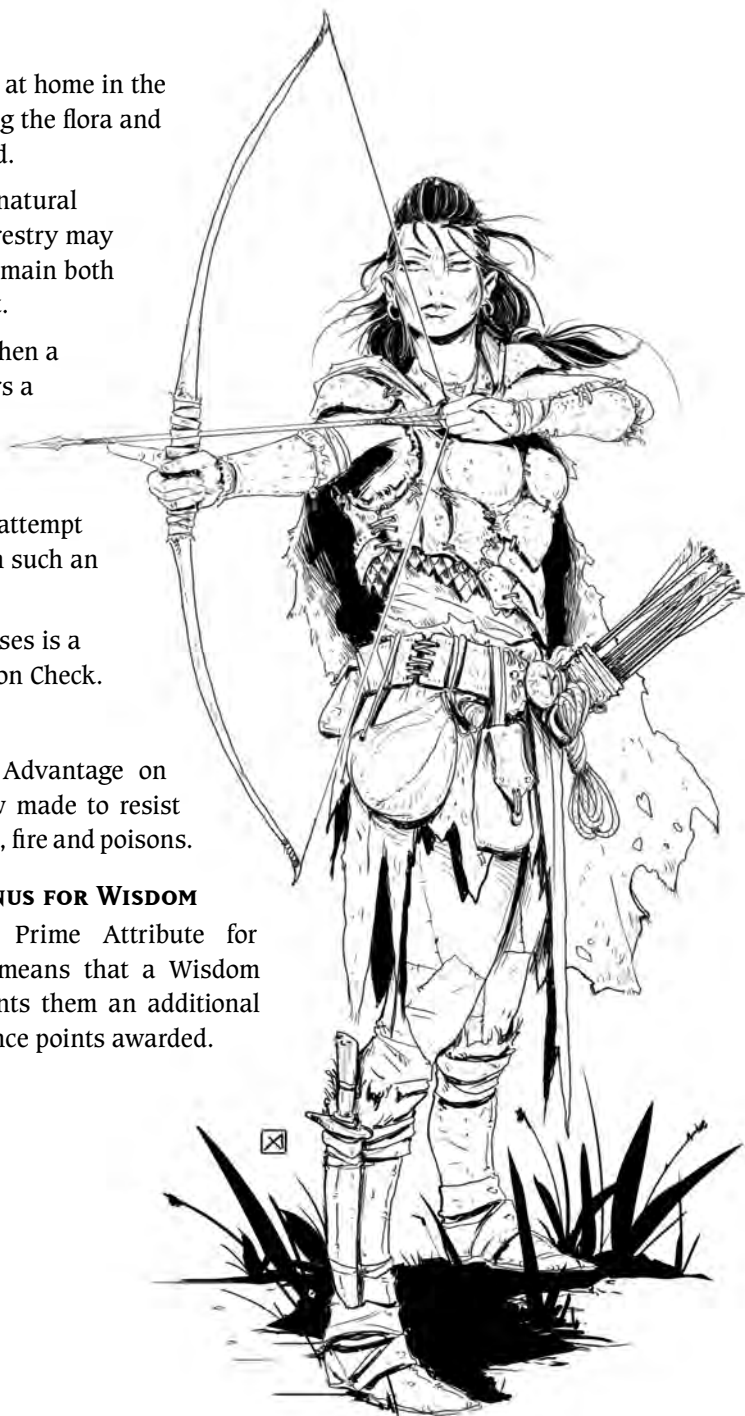 at home in the
g the flora and
d.
natural
restry may
main both
t.
hen a
rs a
attempt
n such an
ses is a
on Check.
Advantage on
y made to resist
, fire and poisons.
NUS FOR WISDOM
Prime Attribute for
means that a Wisdom
nts them an additional
nce points awarded.